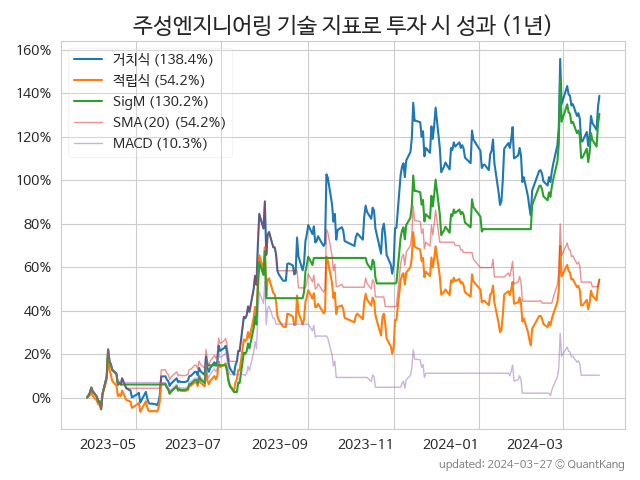 주성엔지니어링 기술 지표로 투자 시 성과 (1년)
160%
140%
120%
100%
80%
60%
40%
20%
0%
거치식 (138.4%)
적립식 (54.2%)
SigM (130.2%)
SMA(20) (54.2%)
MACD (10.3%)
2023-05
2023-07
2023-09
2023-11
2024-01
2024-03
updated: 2024-03-27 © QuantKang